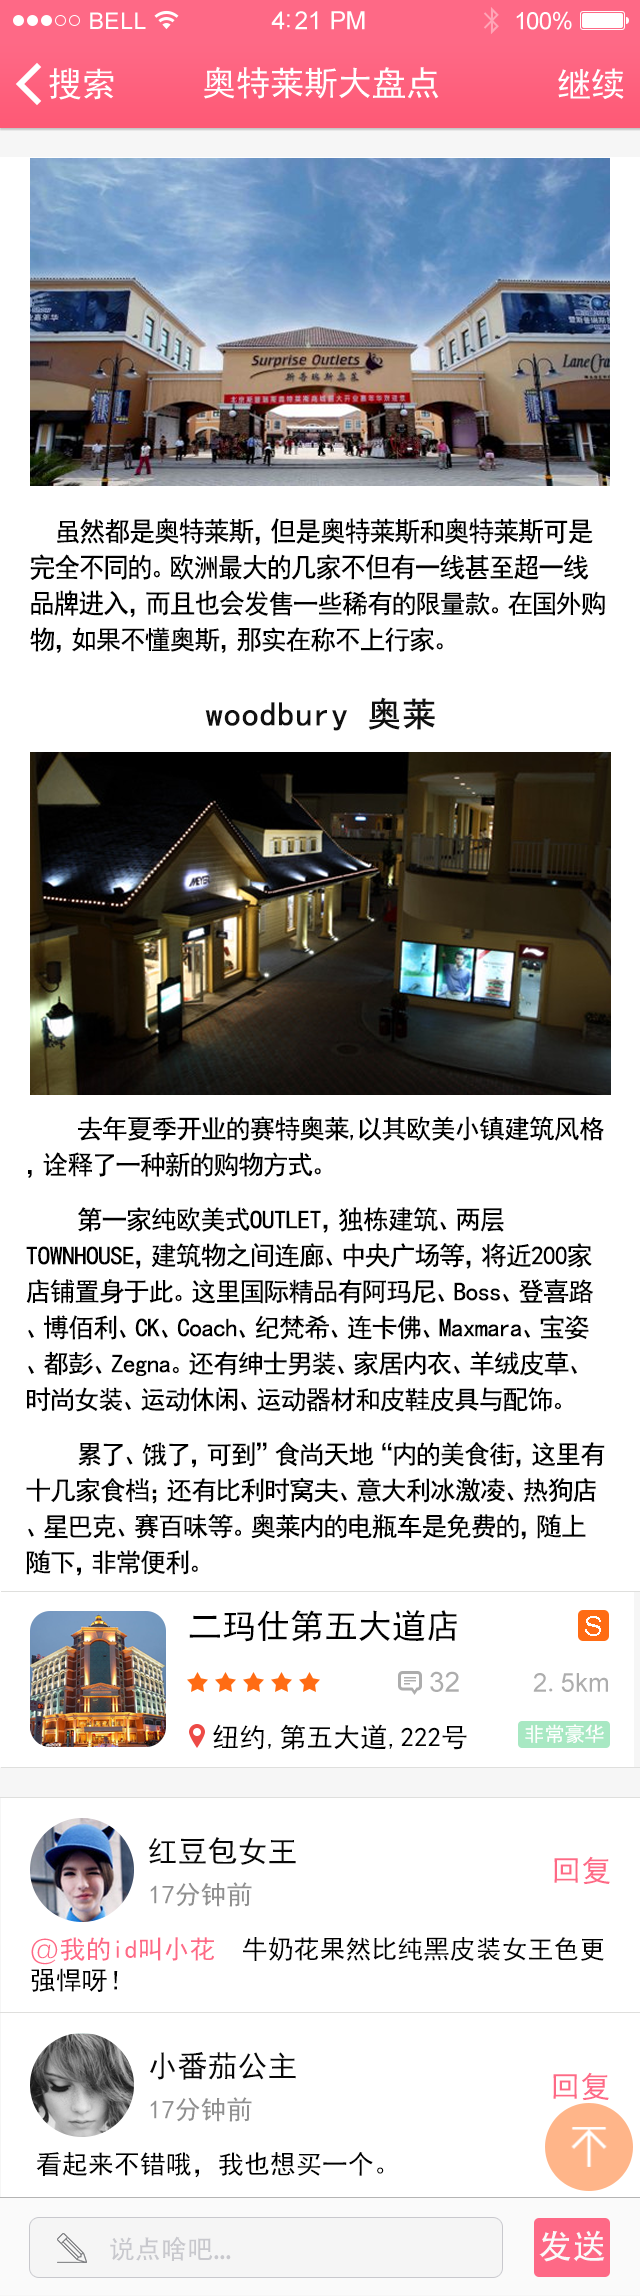 BELL 4:21 PM 100%
搜索 奥特莱斯大盘点 继续
Surprise Outlets
斯普瑞斯奥莱
虽然都是奥特莱斯，但是奥特莱斯和奥特莱斯可是
完全不同的。欧洲最大的几家不但有一线甚至超一线
品牌进入，而且也会发售一些稀有的限量款。在国外购
物，如果不懂奥斯，那实在称不上行家。
woodbury 奥莱
去年夏季开业的赛特奥莱,以其欧美小镇建筑风格
，诠释了一种新的购物方式。
第一家纯欧美式OUTLET，独栋建筑、两层
TOWNHOUSE，建筑物之间连廊、中央广场等，将近200家
店铺置身于此。这里国际精品有阿玛尼、Boss、登喜路
、博佰利、CK、Coach、纪梵希、连卡佛、Maxmara、宝姿
、都彭、Zegna。还有绅士男装、家居内衣、羊绒皮草、
时尚女装、运动休闲、运动器材和皮鞋皮具与配饰。
累了、饿了，可到”食尚天地“内的美食街，这里有
十几家食档；还有比利时窝夫、意大利冰激凌、热狗店
、星巴克、赛百味等。奥莱内的电瓶车是免费的，随上
随下，非常便利。
二玛仕第五大道店 S
32 2.5km
纽约,第五大道,222号 非常豪华
红豆包女王
17分钟前
回复
@我的id叫小花 牛奶花果然比纯黑皮装女王色更
强悍呀！
小番茄公主
17分钟前
回复
看起来不错哦，我也想买一个。
说点啥吧… 发送